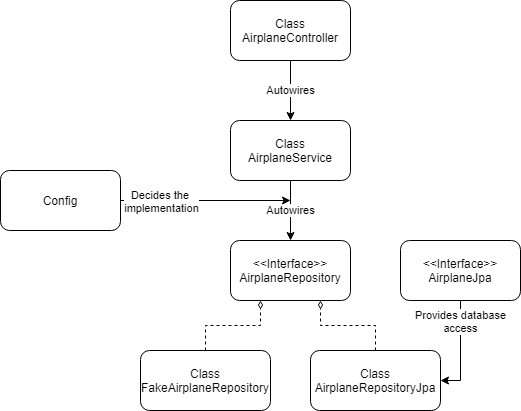 Class
AirplaneController
Autowires
Class
AirplaneService
Config
Decides the
implementation
Autowires
<<Interface>>
AirplaneRepository
<<Interface>>
AirplaneJpa
Provides database
access
Class
FakeAirplaneRepository
Class
AirplaneRepositoryJpa